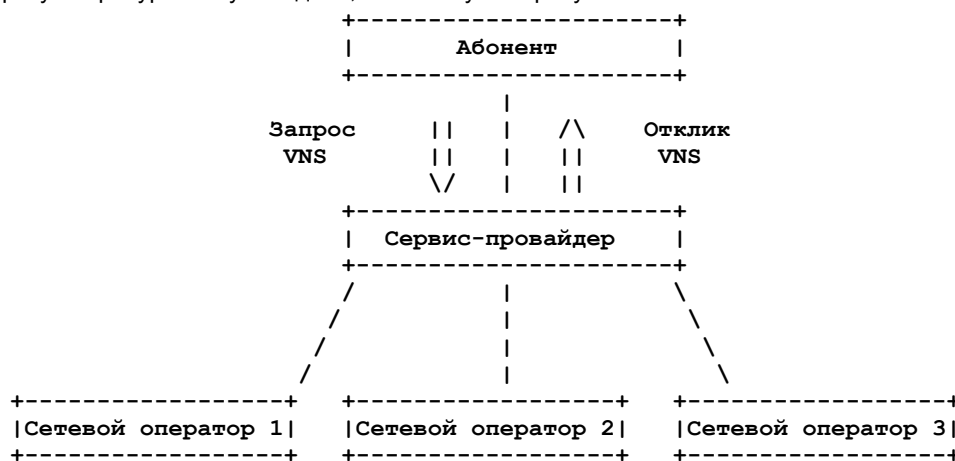 Абонент
Запрос Отклик
VNS VNS
Сервис-провайдер
Сетевой оператор 1 Сетевой оператор 2 Сетевой оператор 3